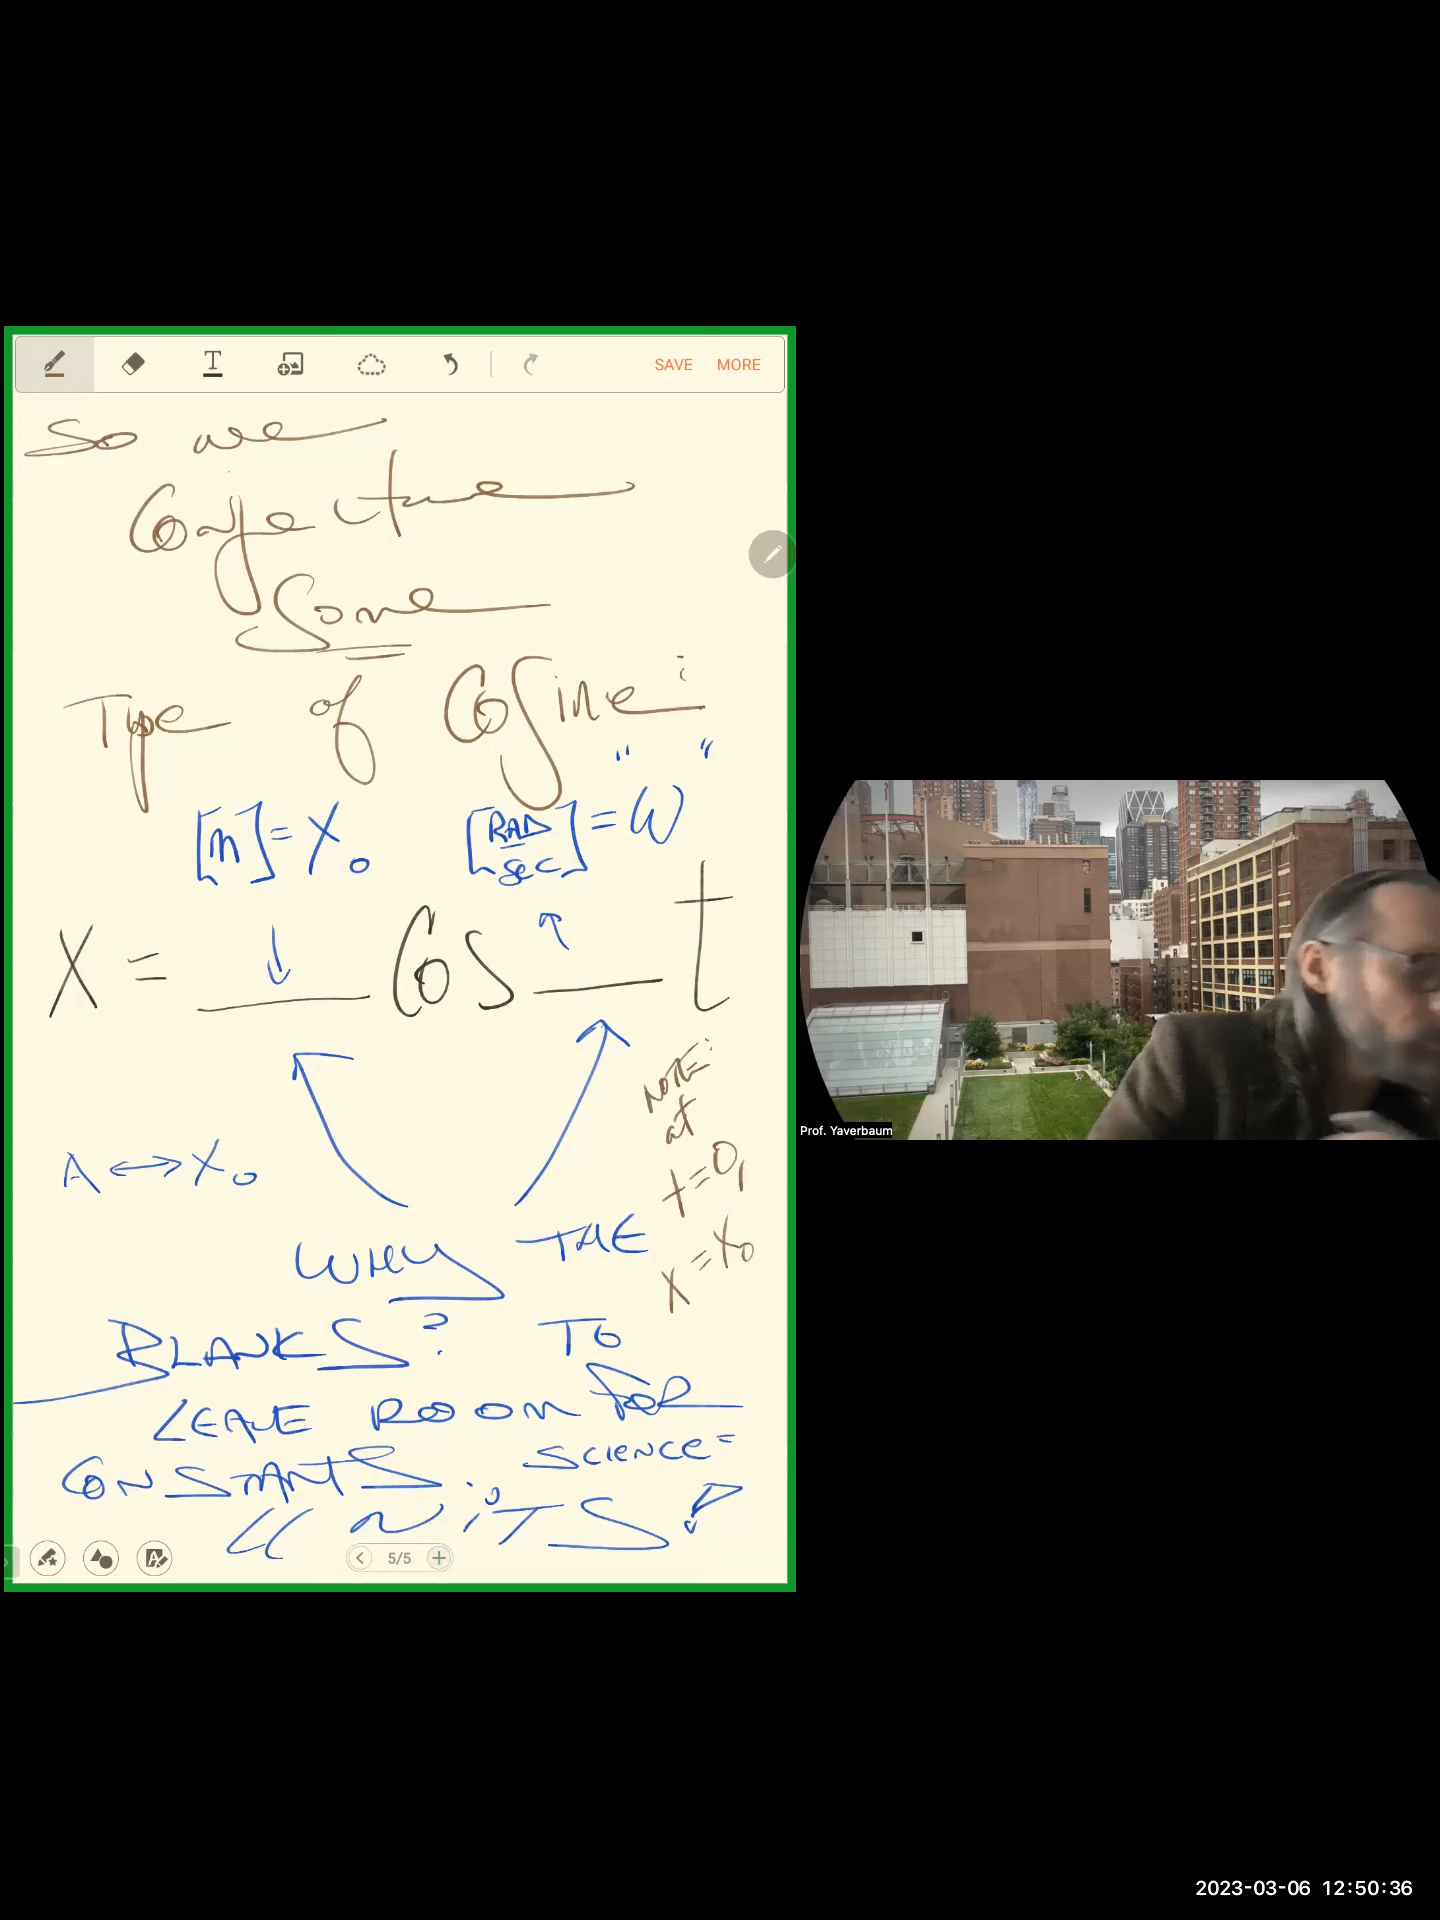 SAVE MORE
So we
Conjecture
Some
Type of Cosine:
" "
[m] = X₀ [RAD/sec] = ω
X = ___ Cos ___ t
NOTE:
at
t=0,
X=X₀
A ↔ X₀
WHY THE
BLANKS? TO
LEAVE ROOM FOR
CONSTANTS. SCIENCE =
UNITS!
5/5
Prof. Yaverbaum
2023-03-06 12:50:36